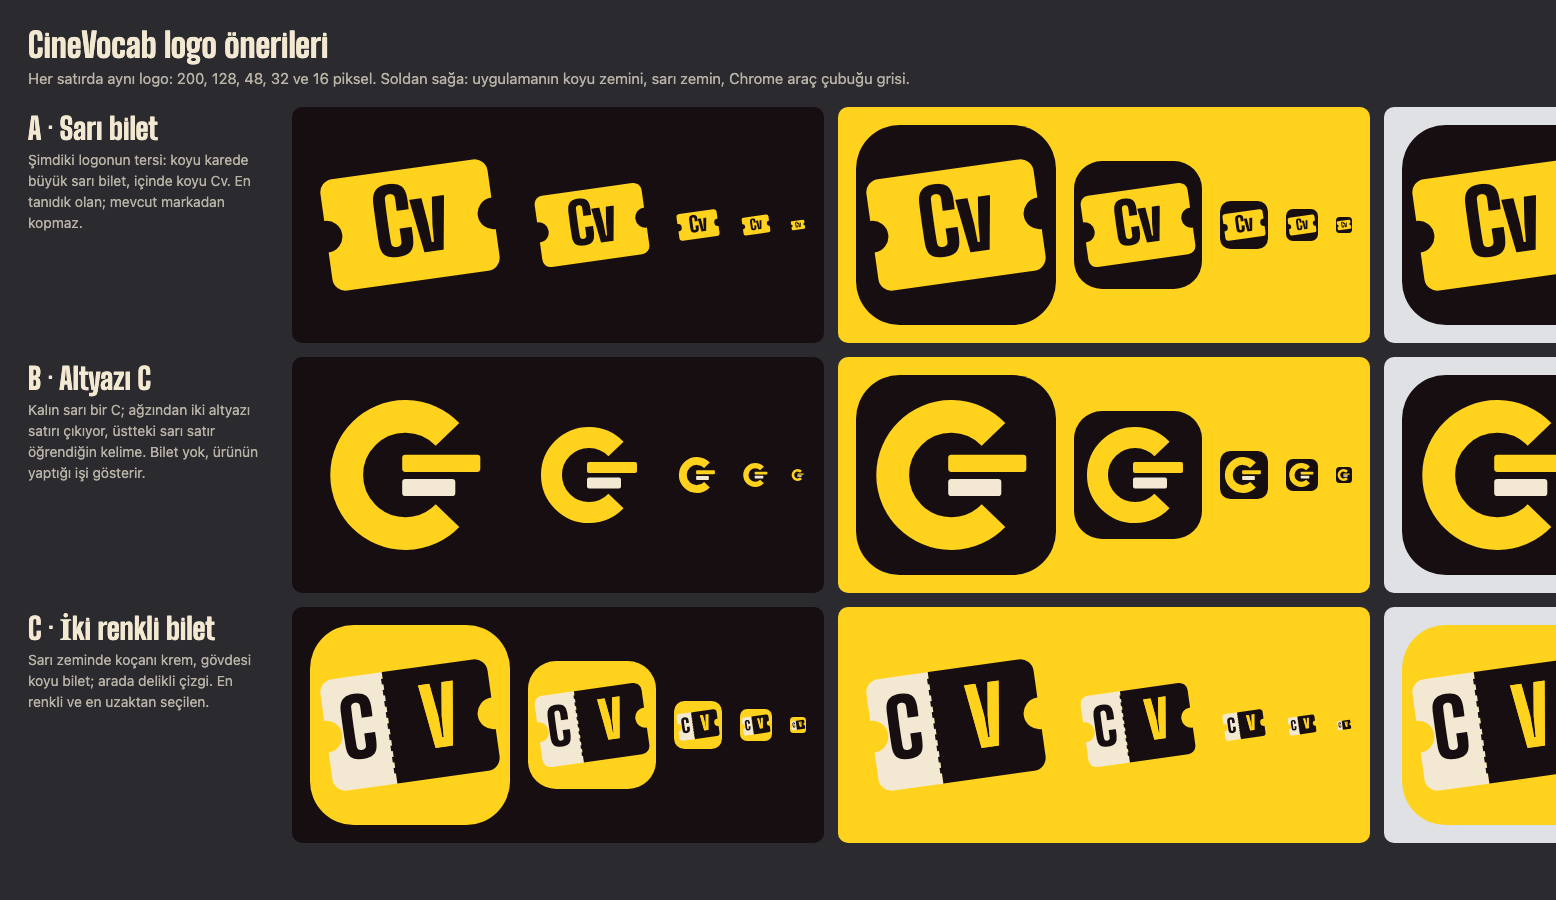 CineVocab logo önerileri
Her satırda aynı logo: 200, 128, 48, 32 ve 16 piksel. Soldan sağa: uygulamanın koyu zemini, sarı zemin, Chrome araç çubuğu grisi.
A · Sarı bilet
Şimdiki logonun tersi: koyu karede
büyük sarı bilet, içinde koyu Cv. En
tanıdık olan; mevcut markadan
kopmaz.
Cv Cv Cv Cv Cv
Cv Cv Cv Cv Cv
Cv
B · Altyazı C
Kalın sarı bir C; ağzından iki altyazı
satırı çıkıyor, üstteki sarı satır
öğrendiğin kelime. Bilet yok, ürünün
yaptığı işi gösterir.
C · İki renkli bilet
Sarı zeminde koçanı krem, gövdesi
koyu bilet; arada delikli çizgi. En
renkli ve en uzaktan seçilen.
C V C V C V C V C V
C V C V C V C V C V
C V